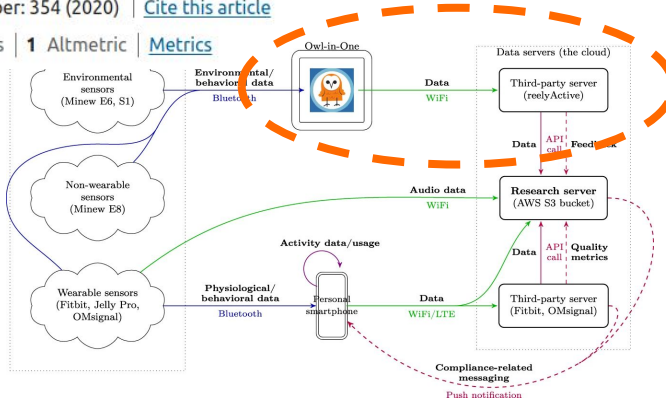 ber: 354 (2020) | Cite this article
s | 1 Altmetric | Metrics
Owl-in-One
Data servers (the cloud)
Environmental
sensors
(Minew E6, S1)
Environmental/
behavioral data
Bluetooth
Data
WiFi
Third-party server
(reelyActive)
Data
API
call
Feedback
Non-wearable
sensors
(Minew E8)
Audio data
WiFi
Research server
(AWS S3 bucket)
Activity data/usage
Data
API
call
Quality
metrics
Wearable sensors
(Fitbit, Jelly Pro,
OMsignal)
Physiological/
behavioral data
Bluetooth
Personal
smartphone
Data
WiFi/LTE
Third-party server
(Fitbit, OMsignal)
Compliance-related
messaging
Push notification